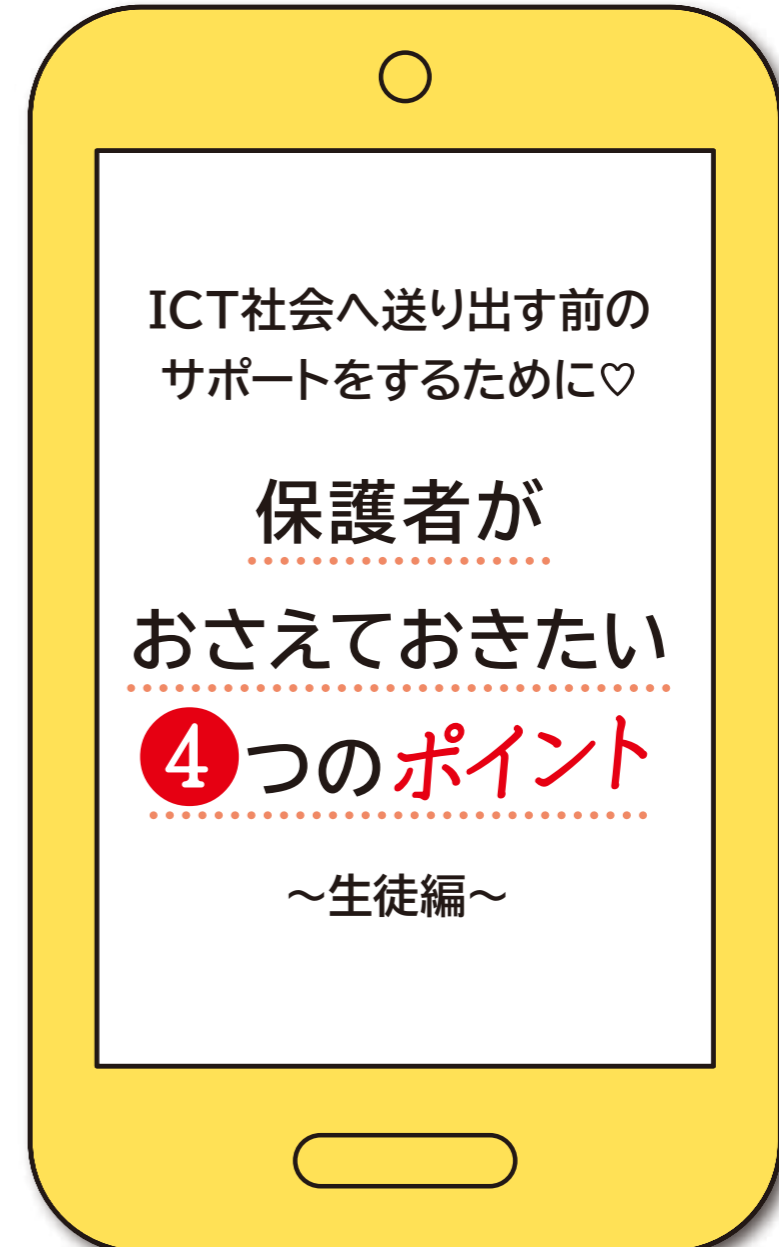 ICT社会へ送り出す前の
サポートをするために♡
保護者が
おさえておきたい
4つのポイント
～生徒編～